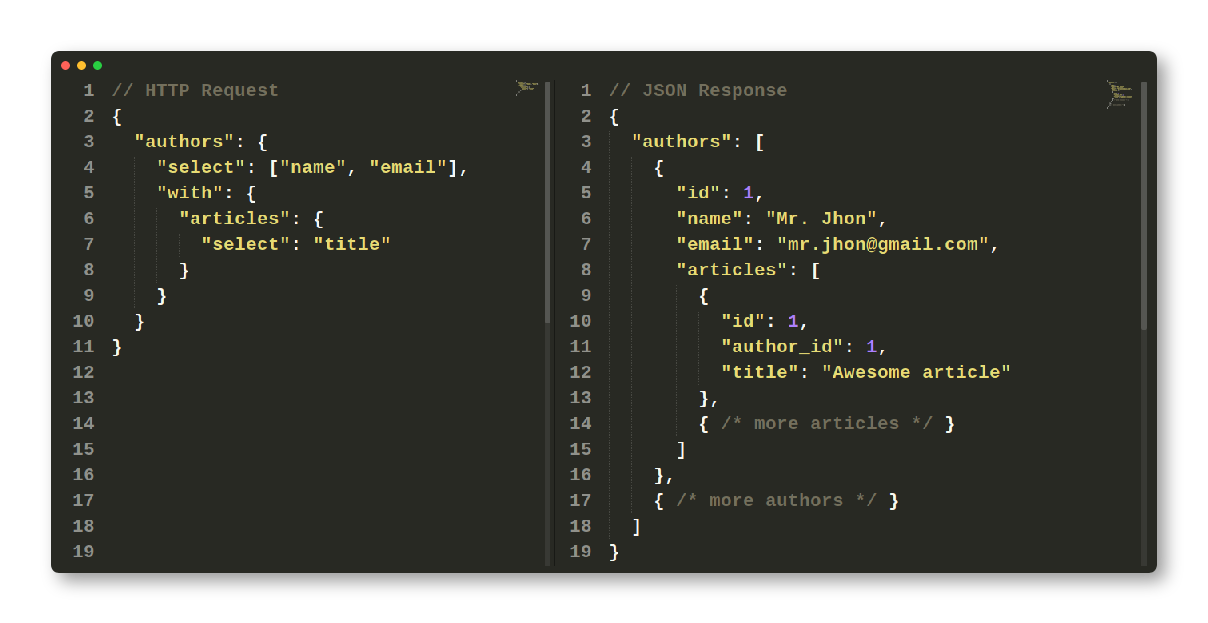 1 // HTTP Request
2 {
3   "authors": {
4     "select": ["name", "email"],
5     "with": {
6       "articles": {
7         "select": "title"
8       }
9     }
10   }
11 }
12
13
14
15
16
17
18
19
1 // JSON Response
2 {
3   "authors": [
4     {
5       "id": 1,
6       "name": "Mr. Jhon",
7       "email": "mr.jhon@gmail.com",
8       "articles": [
9         {
10           "id": 1,
11           "author_id": 1,
12           "title": "Awesome article"
13         },
14         { /* more articles */ }
15       ]
16     },
17     { /* more authors */ }
18   ]
19 }